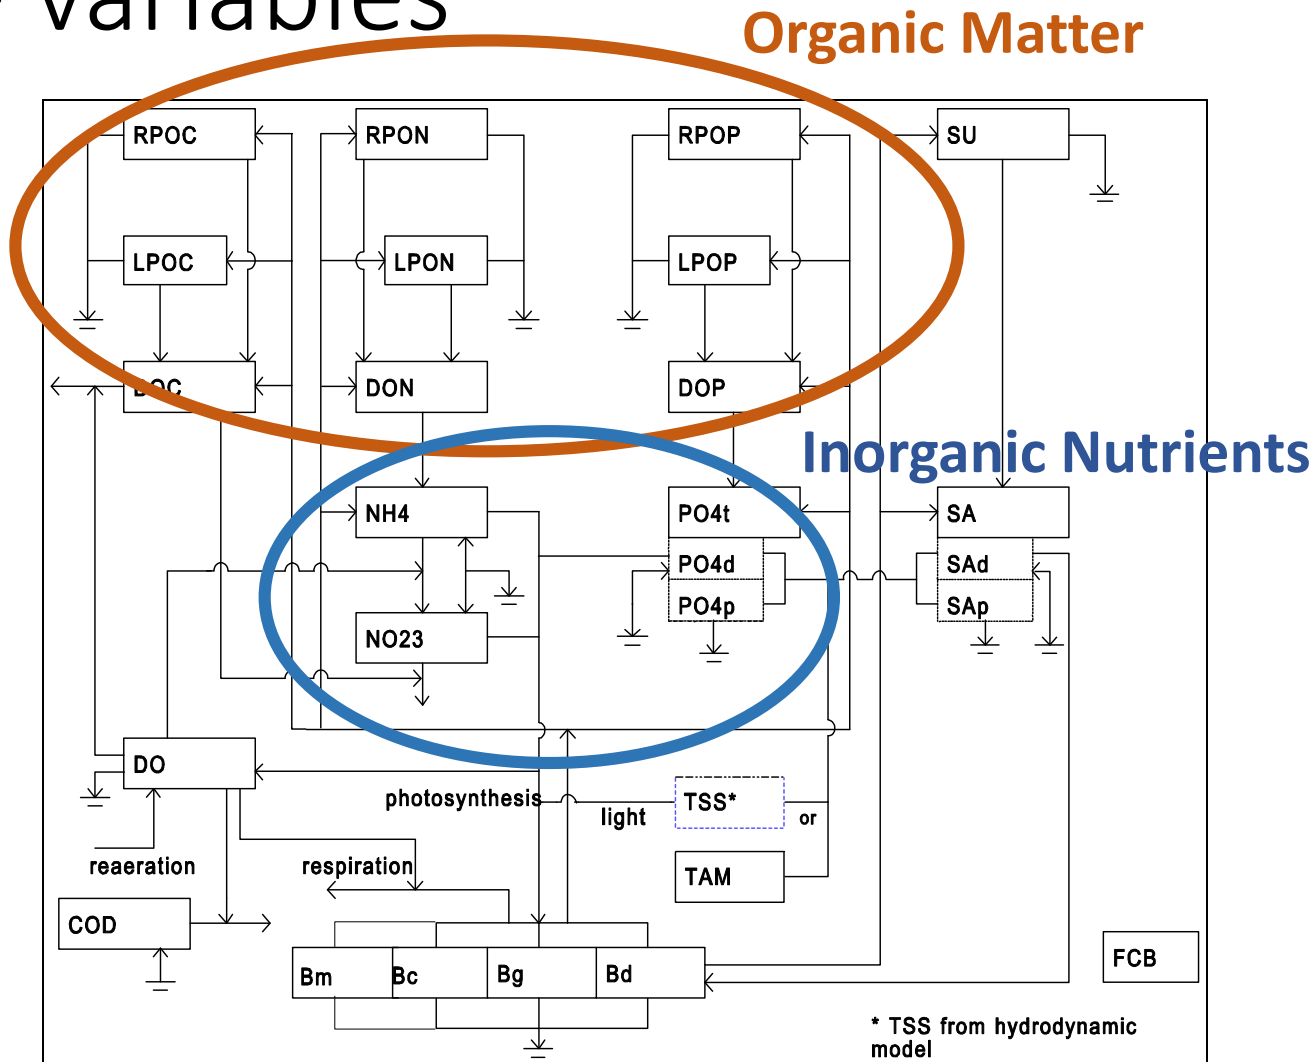 variables
Organic Matter
RPOC
RPON
RPOP
SU
LPOC
LPON
LPOP
DOC
DON
DOP
Inorganic Nutrients
NH4
PO4t
SA
PO4d
SAd
PO4p
SAp
NO23
DO
photosynthesis
light
TSS*
or
reaeration
respiration
TAM
COD
FCB
Bm
Bc
Bg
Bd
* TSS from hydrodynamic
model